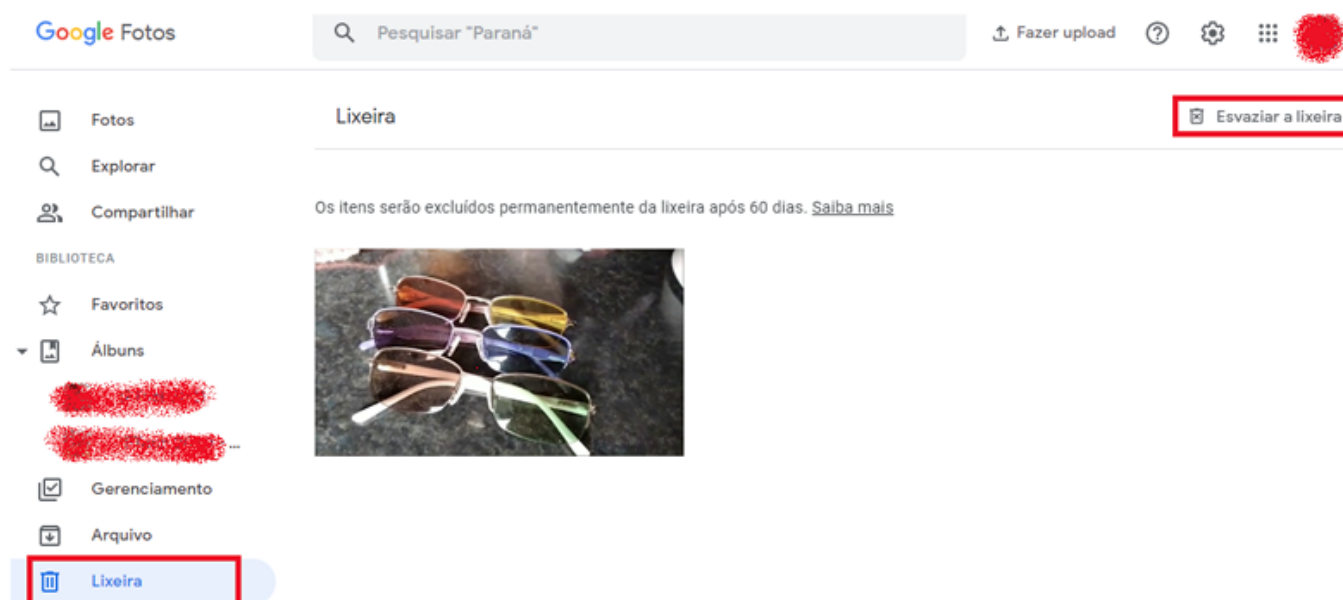 Google Fotos
Pesquisar "Paraná"
Fazer upload
Fotos
Explorar
Compartilhar
BIBLIOTECA
Favoritos
Álbuns
...
Gerenciamento
Arquivo
Lixeira
Lixeira
Esvaziar a lixeira
Os itens serão excluídos permanentemente da lixeira após 60 dias. Saiba mais